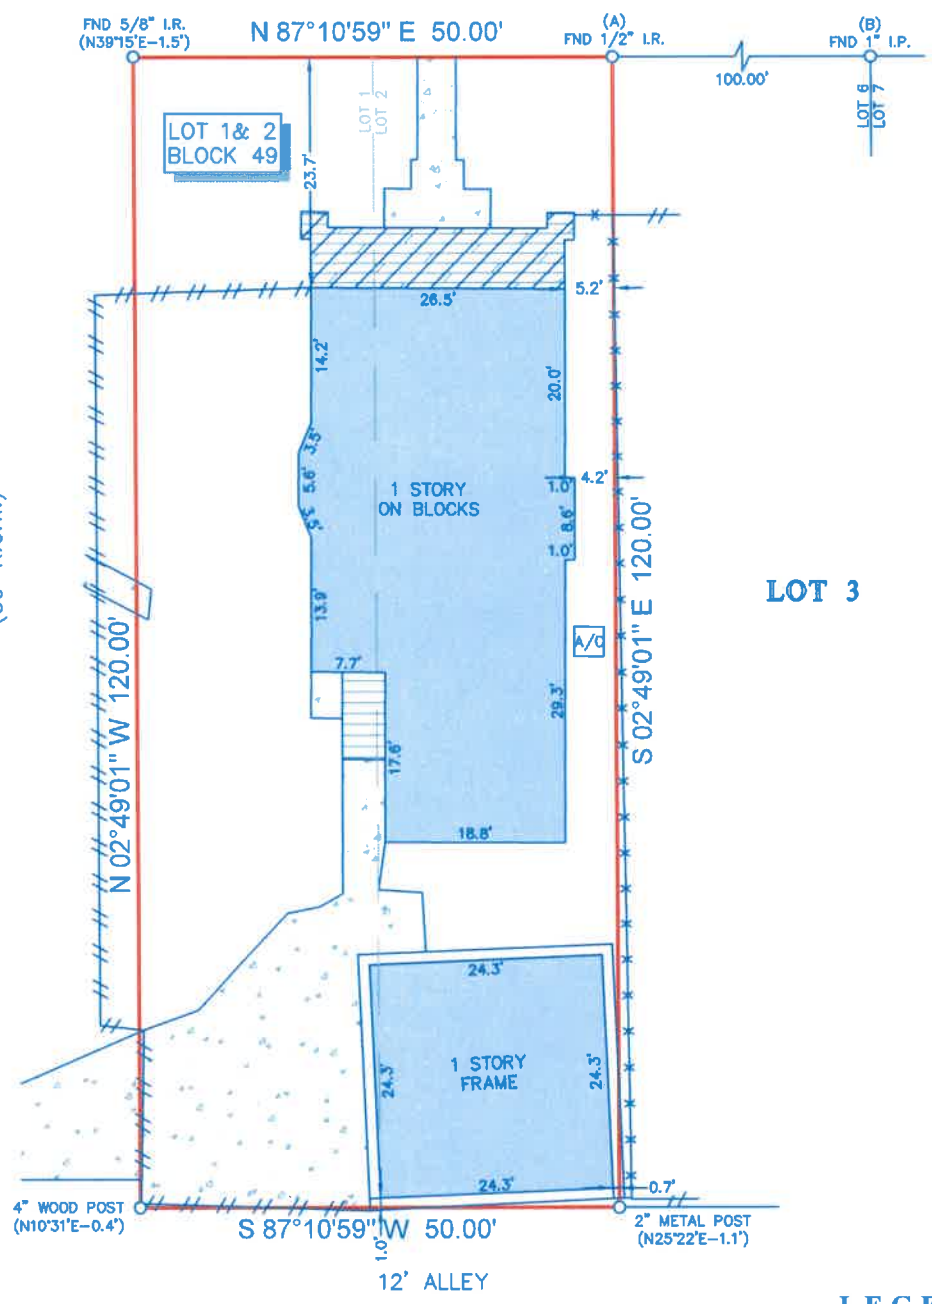 FND 5/8" I.R.
(N39°15'E-1.5')
N 87°10'59" E 50.00'
(A)
FND 1/2" I.R.
(B)
FND 1" I.P.
100.00'
LOT 6
LOT 7
LOT 1& 2
BLOCK 49
LOT 1
LOT 2
23.7'
26.5'
5.2'
14.2'
20.0'
3.5'
5.6'
3.5'
1 STORY
ON BLOCKS
4.2'
1.0'
8.6'
1.0'
13.9'
N 02°49'01" W 120.00'
S 02°49'01" E 120.00'
LOT 3
A/C
7.7'
29.3'
17.6'
18.8'
24.3'
1 STORY
FRAME
24.3'
24.3'
24.3'
0.7'
4" WOOD POST
(N10°31'E-0.4')
S 87°10'59" W 50.00'
2" METAL POST
(N25°22'E-1.1')
1.0'
12' ALLEY